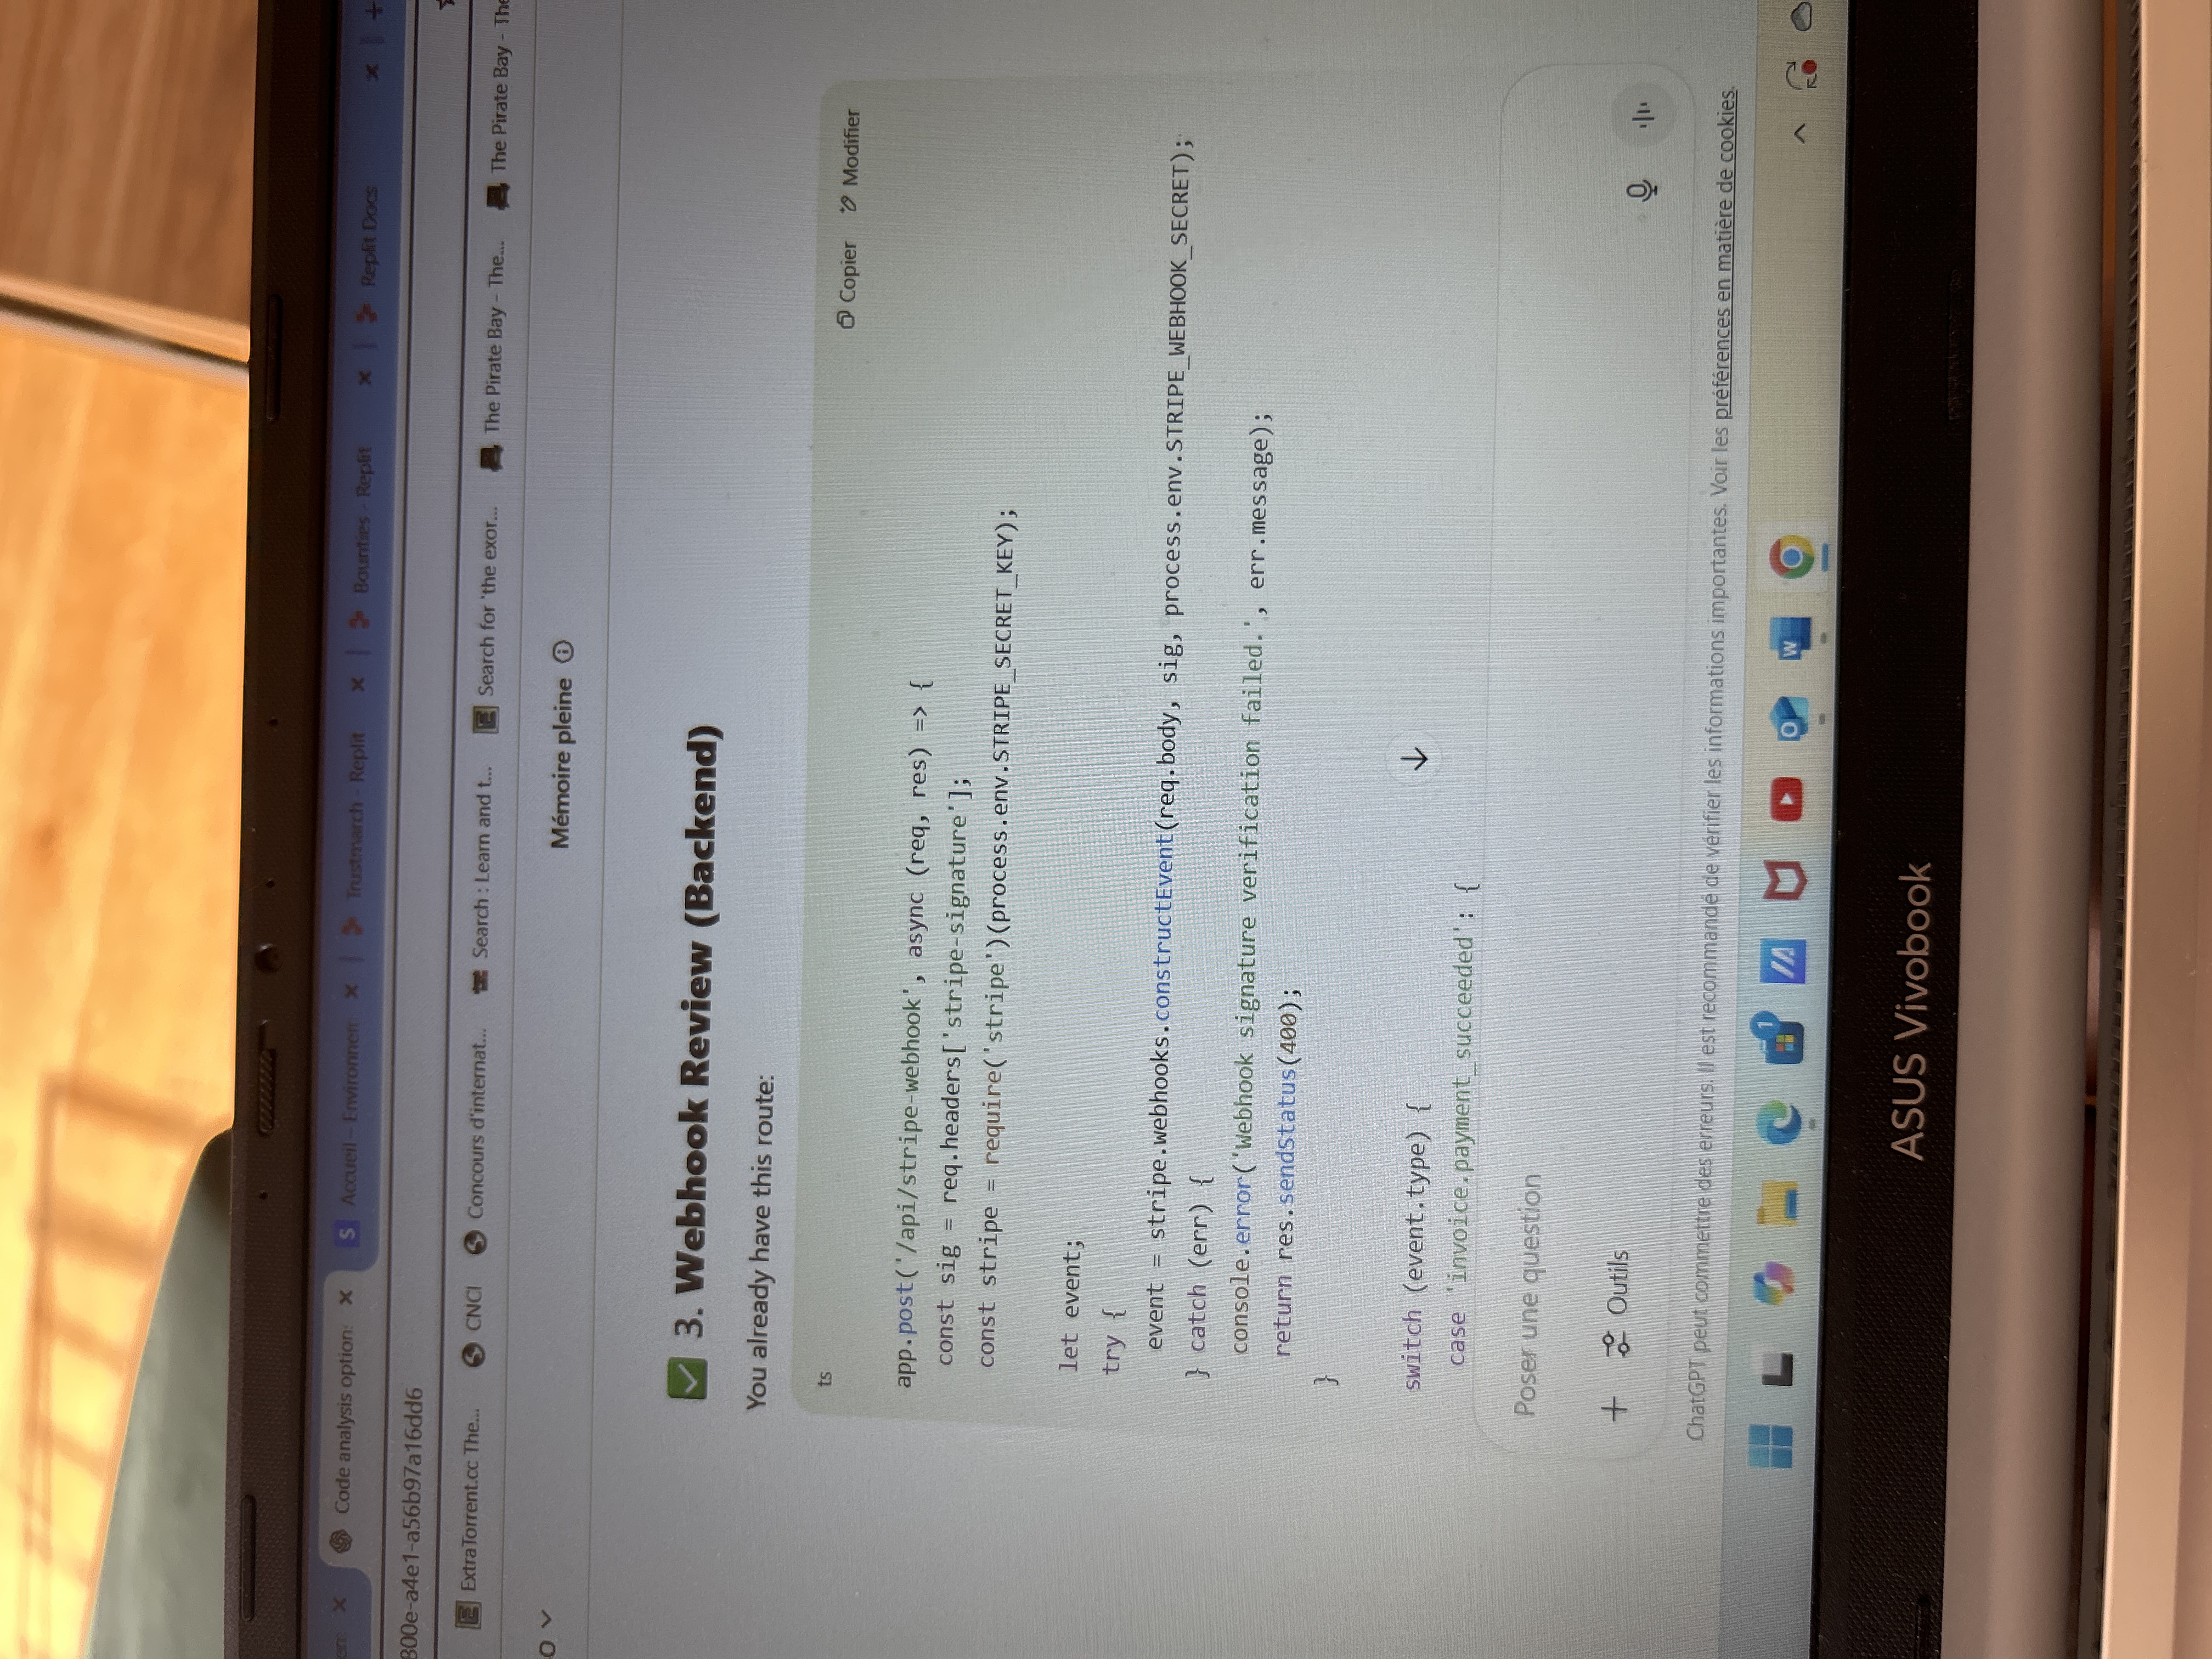 Code analysis option:
Accueil – Environnem
Trustmarch - Replit
Bounties - Replit
Replit Docs
800e-a4e1-a56b97a16dd6
ExtraTorrent.cc The...
CNCI
Concours d'internat...
Search : Learn and t...
Search for 'the exor...
The Pirate Bay - The...
The Pirate Bay - The
Mémoire pleine
3. Webhook Review (Backend)
You already have this route:
ts
Copier
Modifier
app.post('/api/stripe-webhook', async (req, res) => {
const sig = req.headers['stripe-signature'];
const stripe = require('stripe')(process.env.STRIPE_SECRET_KEY);
let event;
try {
event = stripe.webhooks.constructEvent(req.body, sig, process.env.STRIPE_WEBHOOK_SECRET);
} catch (err) {
console.error('Webhook signature verification failed.', err.message);
return res.sendStatus(400);
}
switch (event.type) {
case 'invoice.payment_succeeded': {
Poser une question
Outils
ChatGPT peut commettre des erreurs. Il est recommandé de vérifier les informations importantes. Voir les préférences en matière de cookies.
1
ASUS Vivobook